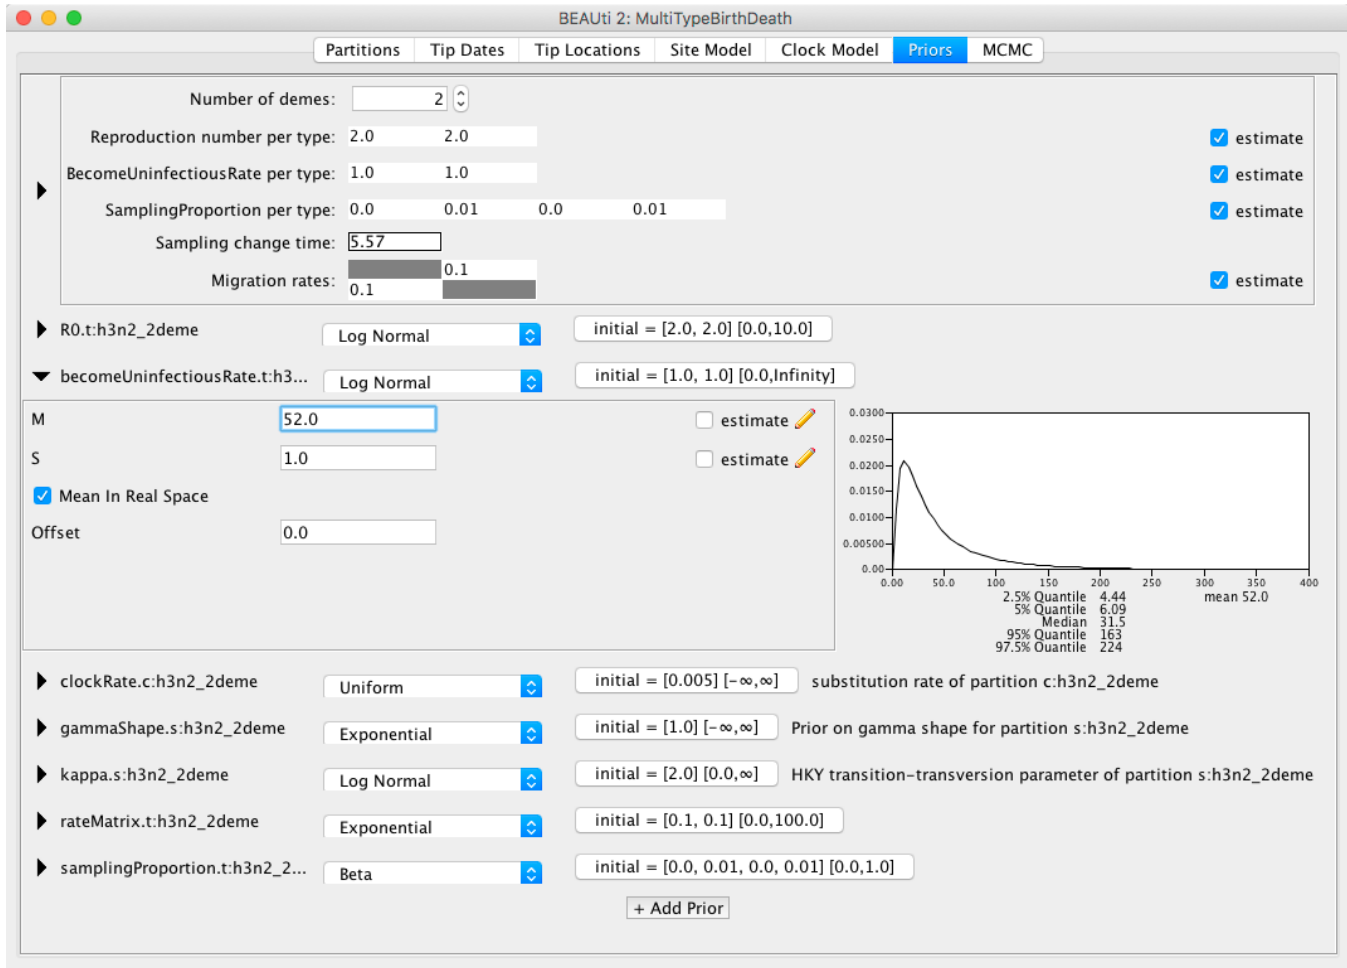 BEAUti 2: MultiTypeBirthDeath
Partitions Tip Dates Tip Locations Site Model Clock Model Priors MCMC
Number of demes: 2
Reproduction number per type: 2.0 2.0 estimate
BecomeUninfectiousRate per type: 1.0 1.0 estimate
SamplingProportion per type: 0.0 0.01 0.0 0.01 estimate
Sampling change time: 5.57
0.1
Migration rates: estimate
0.1
R0.t:h3n2_2deme Log Normal initial = [2.0, 2.0] [0.0,10.0]
becomeUninfectiousRate.t:h3... Log Normal initial = [1.0, 1.0] [0.0,Infinity]
M 52.0 estimate
S 1.0 estimate
Mean In Real Space
Offset 0.0
0.0300
0.0250
0.0200
0.0150
0.0100
0.00500
0.00
0.00 50.0 100 150 200 250 300 350 400
2.5% Quantile 4.44 mean 52.0
5% Quantile 6.09
Median 31.5
95% Quantile 163
97.5% Quantile 224
clockRate.c:h3n2_2deme Uniform initial = [0.005] [-∞,∞] substitution rate of partition c:h3n2_2deme
gammaShape.s:h3n2_2deme Exponential initial = [1.0] [-∞,∞] Prior on gamma shape for partition s:h3n2_2deme
kappa.s:h3n2_2deme Log Normal initial = [2.0] [0.0,∞] HKY transition-transversion parameter of partition s:h3n2_2deme
rateMatrix.t:h3n2_2deme Exponential initial = [0.1, 0.1] [0.0,100.0]
samplingProportion.t:h3n2_2... Beta initial = [0.0, 0.01, 0.0, 0.01] [0.0,1.0]
+ Add Prior